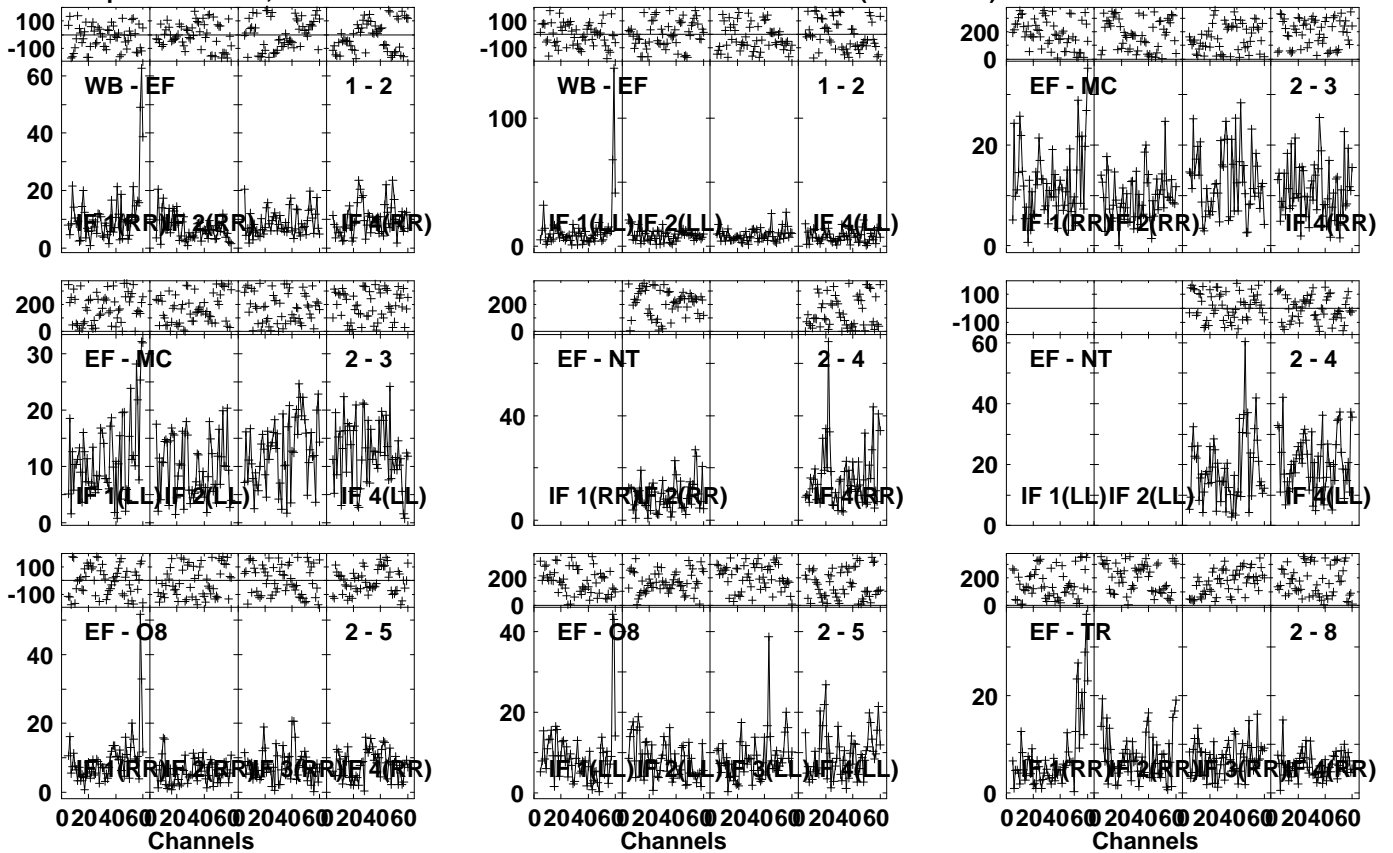 100
-100
60
WB - EF 1 - 2
40
20
IF 1(RR) IF 2(RR) IF 4(RR)
0
100
-100
WB - EF 1 - 2
100
IF 1(LL) IF 2(LL) IF 4(LL)
0
200
0
EF - MC 2 - 3
20
IF 1(RR) IF 2(RR) IF 4(RR)
0
200
0
30
EF - MC 2 - 3
20
10
IF 1(LL) IF 2(LL) IF 4(LL)
0
200
0
EF - NT 2 - 4
40
IF 1(RR) IF 2(RR) IF 4(RR)
0
100
-100
60
EF - NT 2 - 4
40
20
IF 1(LL) IF 2(LL) IF 4(LL)
0
100
-100
EF - O8 2 - 5
40
20
IF 1(RR) IF 2(RR) IF 3(RR) IF 4(RR)
0
0 20 40 60 0 20 40 60 0 20 40 60 0 20 40 60
Channels
200
0
40
EF - O8 2 - 5
20
IF 1(LL) IF 2(LL) IF 3(LL) IF 4(LL)
0
0 20 40 60 0 20 40 60 0 20 40 60 0 20 40 60
Channels
200
0
EF - TR 2 - 8
20
IF 1(RR) IF 2(RR) IF 3(RR) IF 4(RR)
0
0 20 40 60 0 20 40 60 0 20 40 60 0 20 40 60
Channels